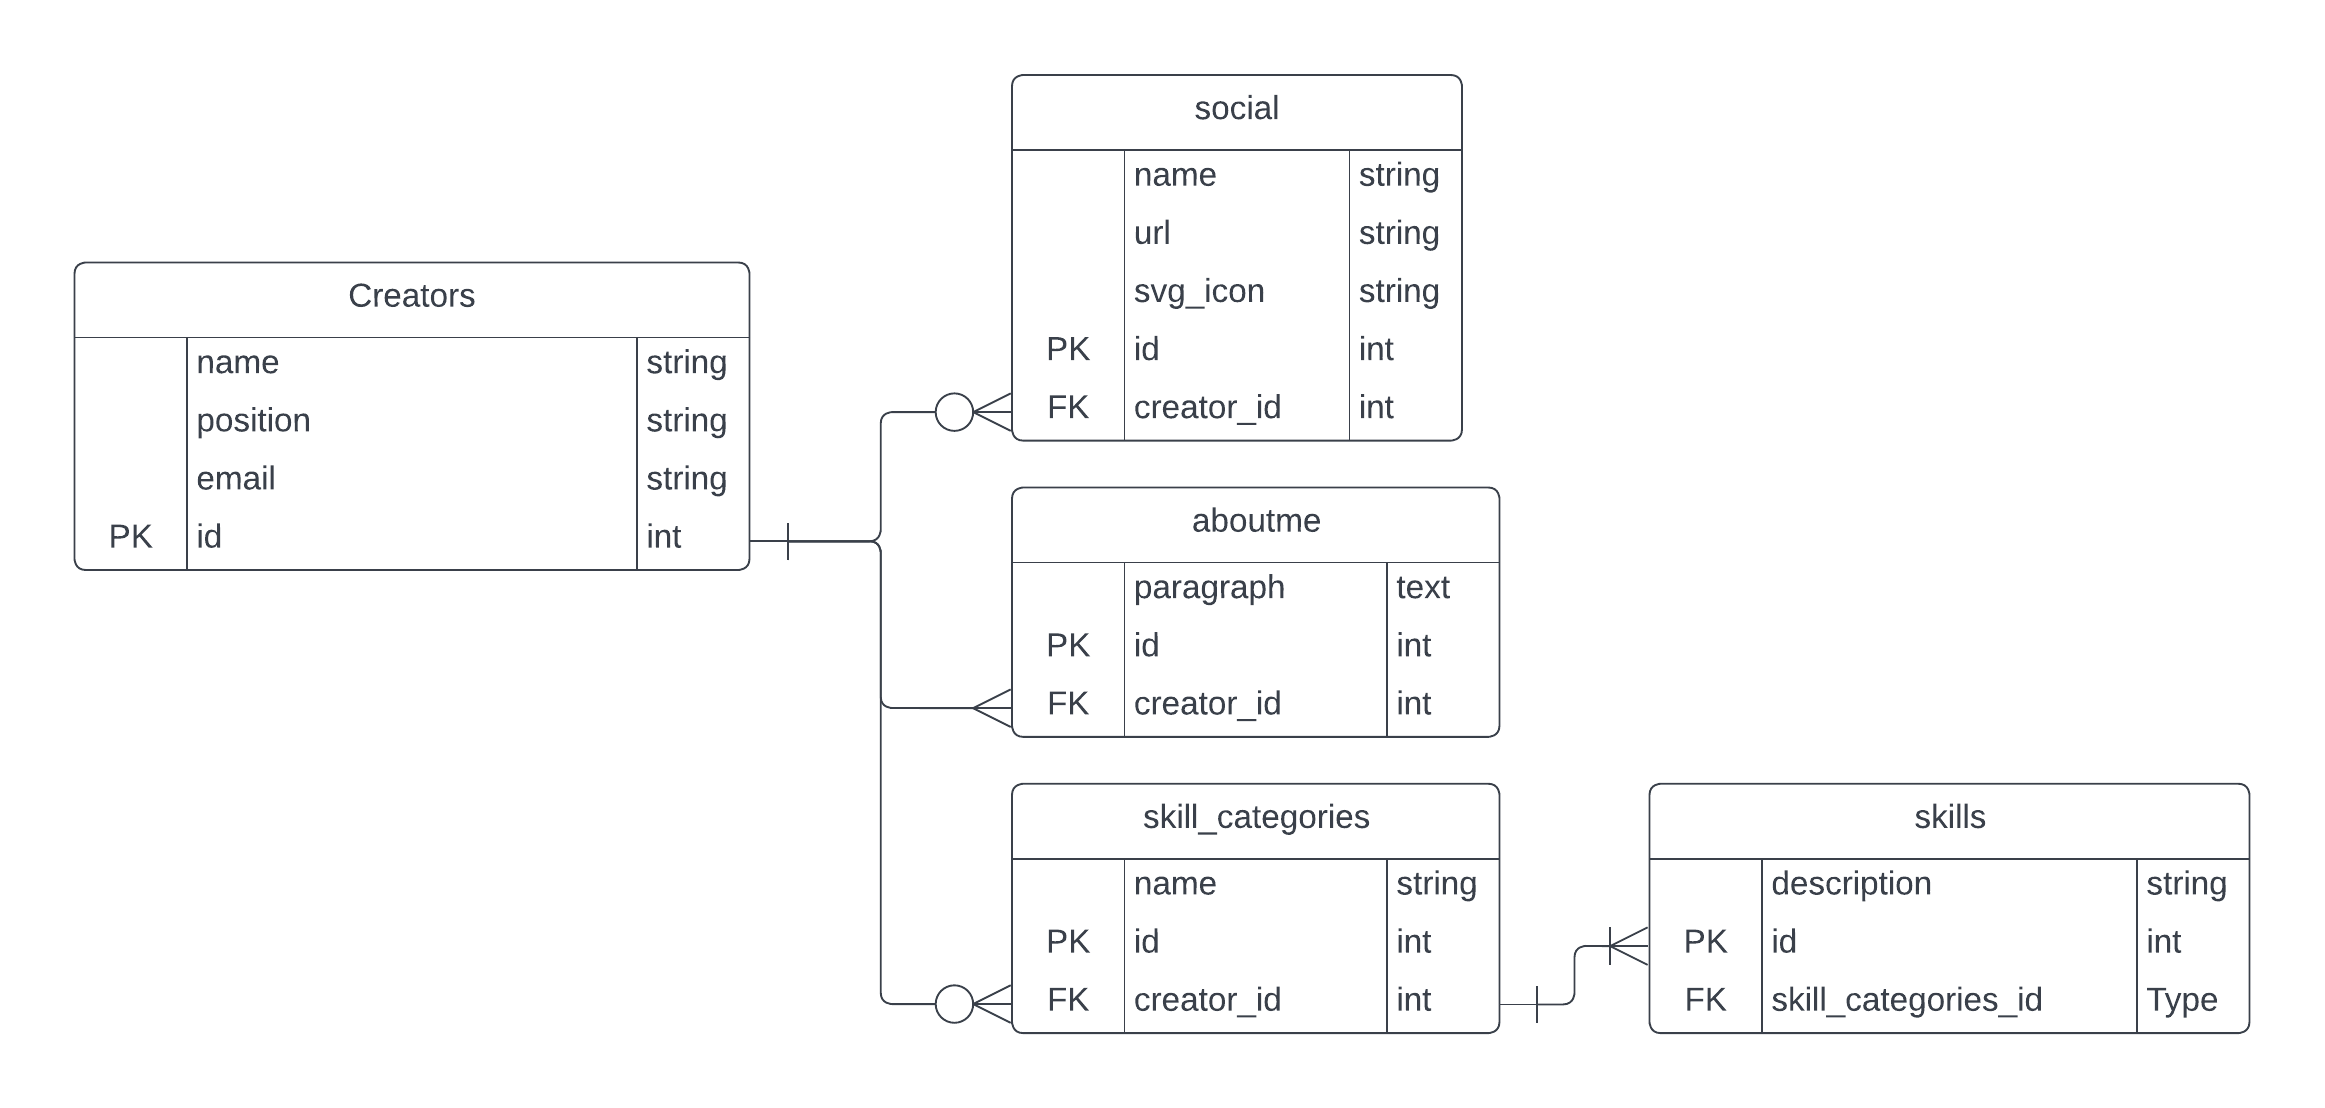 social
name string
url string
svg_icon string
PK id int
FK creator_id int
Creators
name string
position string
email string
PK id int
aboutme
paragraph text
PK id int
FK creator_id int
skill_categories
name string
PK id int
FK creator_id int
skills
description string
PK id int
FK skill_categories_id Type